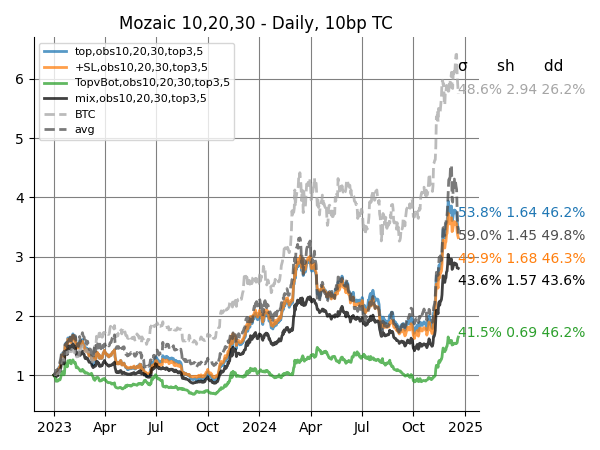 Mozaic 10,20,30 - Daily, 10bp TC
top,obs10,20,30,top3,5
+SL,obs10,20,30,top3,5
TopvBot,obs10,20,30,top3,5
mix,obs10,20,30,top3,5
BTC
avg
σ sh dd
48.6% 2.94 26.2%
53.8% 1.64 46.2%
59.0% 1.45 49.8%
49.9% 1.68 46.3%
43.6% 1.57 43.6%
41.5% 0.69 46.2%
6
5
4
3
2
1
2023 Apr Jul Oct 2024 Apr Jul Oct 2025